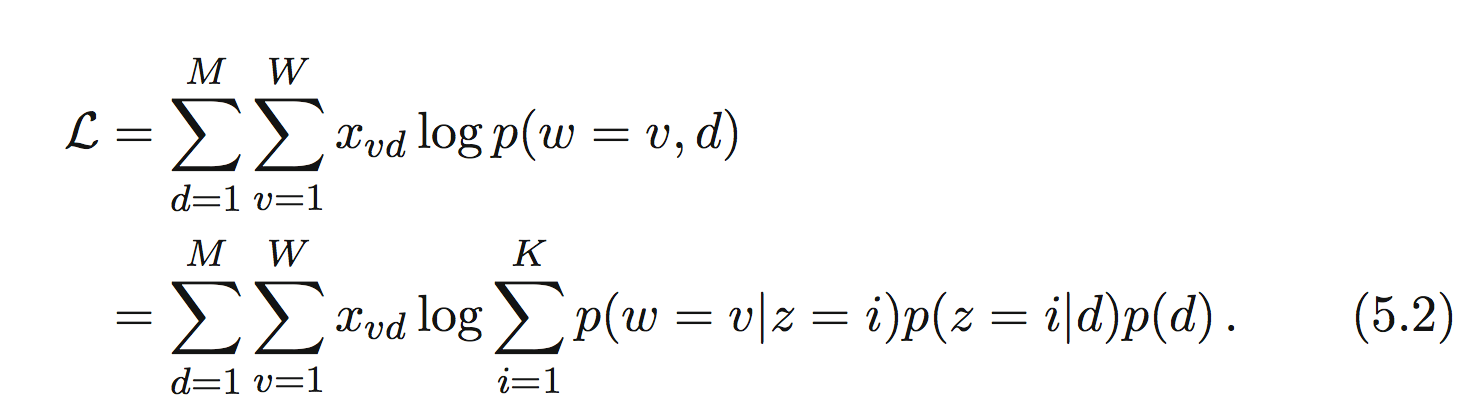 $$\mathcal{L} = \sum_{d=1}^{M} \sum_{v=1}^{W} x_{vd} \log p(w = v, d)$$
$$= \sum_{d=1}^{M} \sum_{v=1}^{W} x_{vd} \log \sum_{i=1}^{K} p(w = v|z = i)p(z = i|d)p(d)\,. \qquad (5.2)$$